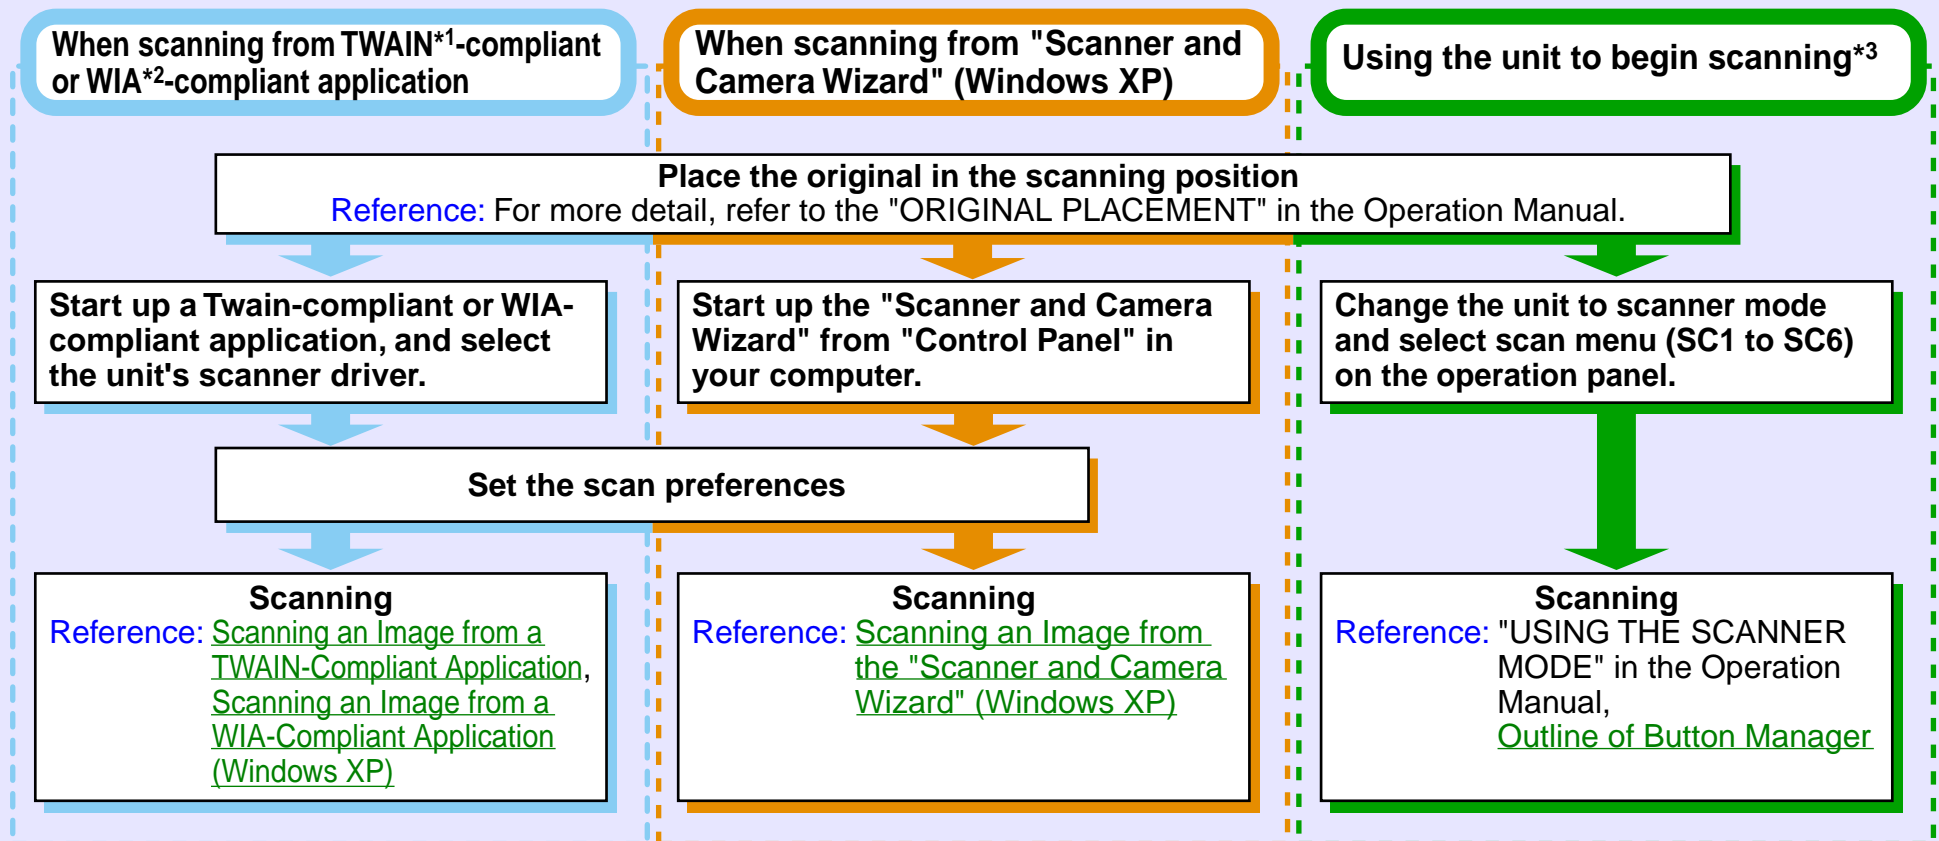 When scanning from TWAIN*1-compliant
or WIA*2-compliant application
When scanning from "Scanner and
Camera Wizard" (Windows XP)
Using the unit to begin scanning*3
Place the original in the scanning position
Reference: For more detail, refer to the "ORIGINAL PLACEMENT" in the Operation Manual.
Start up a Twain-compliant or WIA-
compliant application, and select
the unit's scanner driver.
Start up the "Scanner and Camera
Wizard" from "Control Panel" in
your computer.
Change the unit to scanner mode
and select scan menu (SC1 to SC6)
on the operation panel.
Set the scan preferences
Scanning
Reference: Scanning an Image from a
TWAIN-Compliant Application,
Scanning an Image from a
WIA-Compliant Application
(Windows XP)
Scanning
Reference: Scanning an Image from
the "Scanner and Camera
Wizard" (Windows XP)
Scanning
Reference: "USING THE SCANNER
MODE" in the Operation
Manual,
Outline of Button Manager